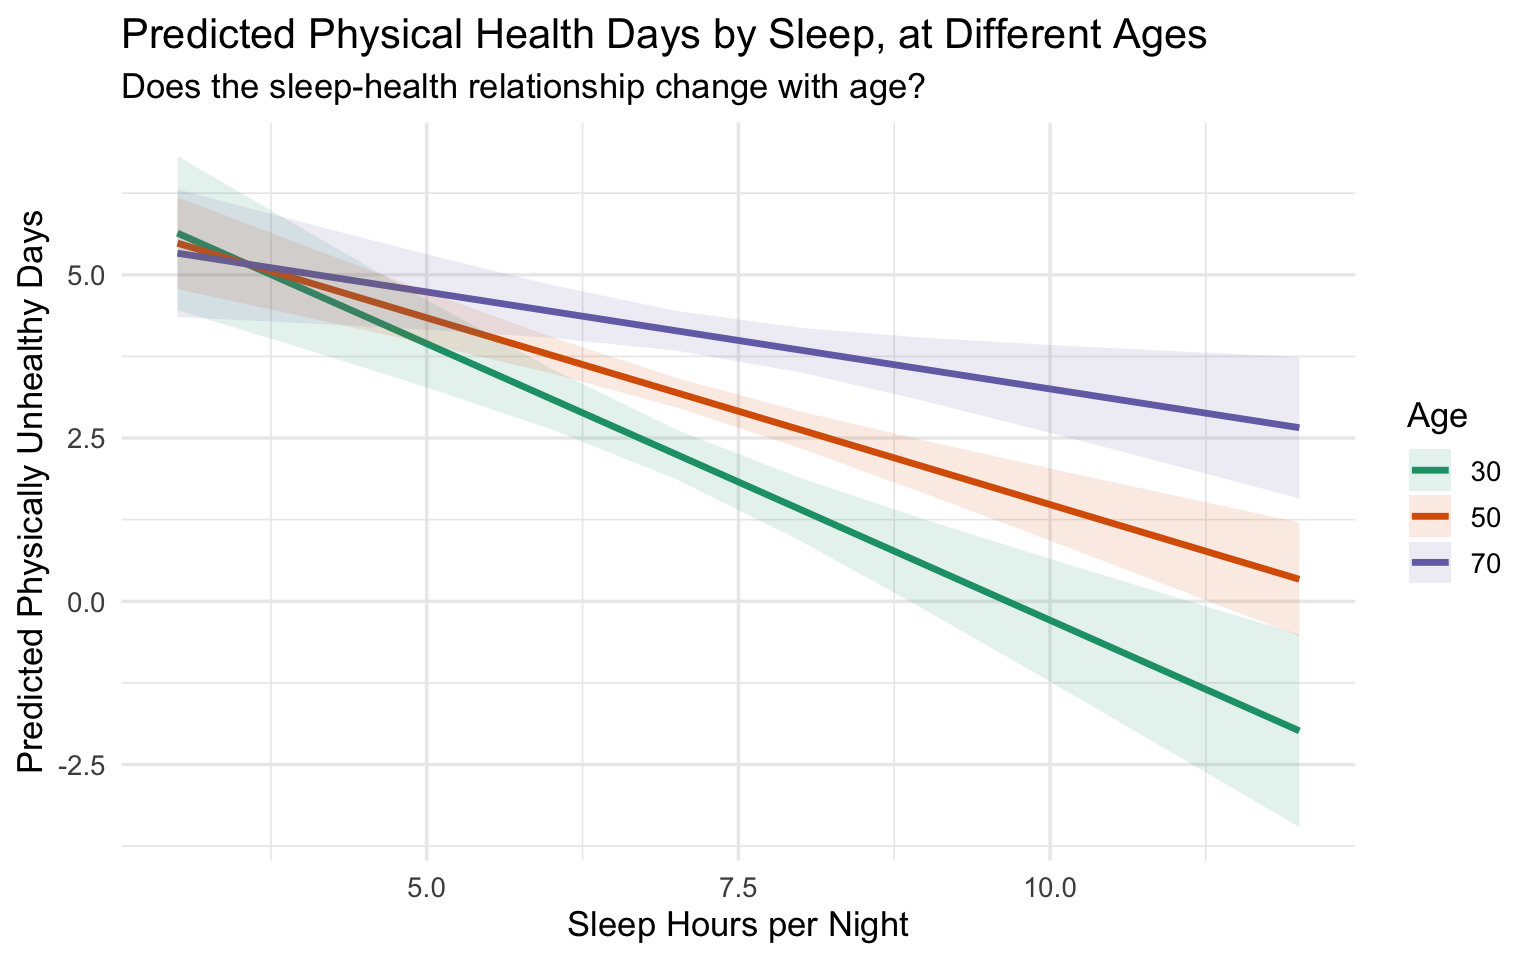 Predicted Physical Health Days by Sleep, at Different Ages
Does the sleep-health relationship change with age?
Predicted Physically Unhealthy Days
5.0
2.5
0.0
-2.5
5.0
7.5
10.0
Sleep Hours per Night
Age
30
50
70